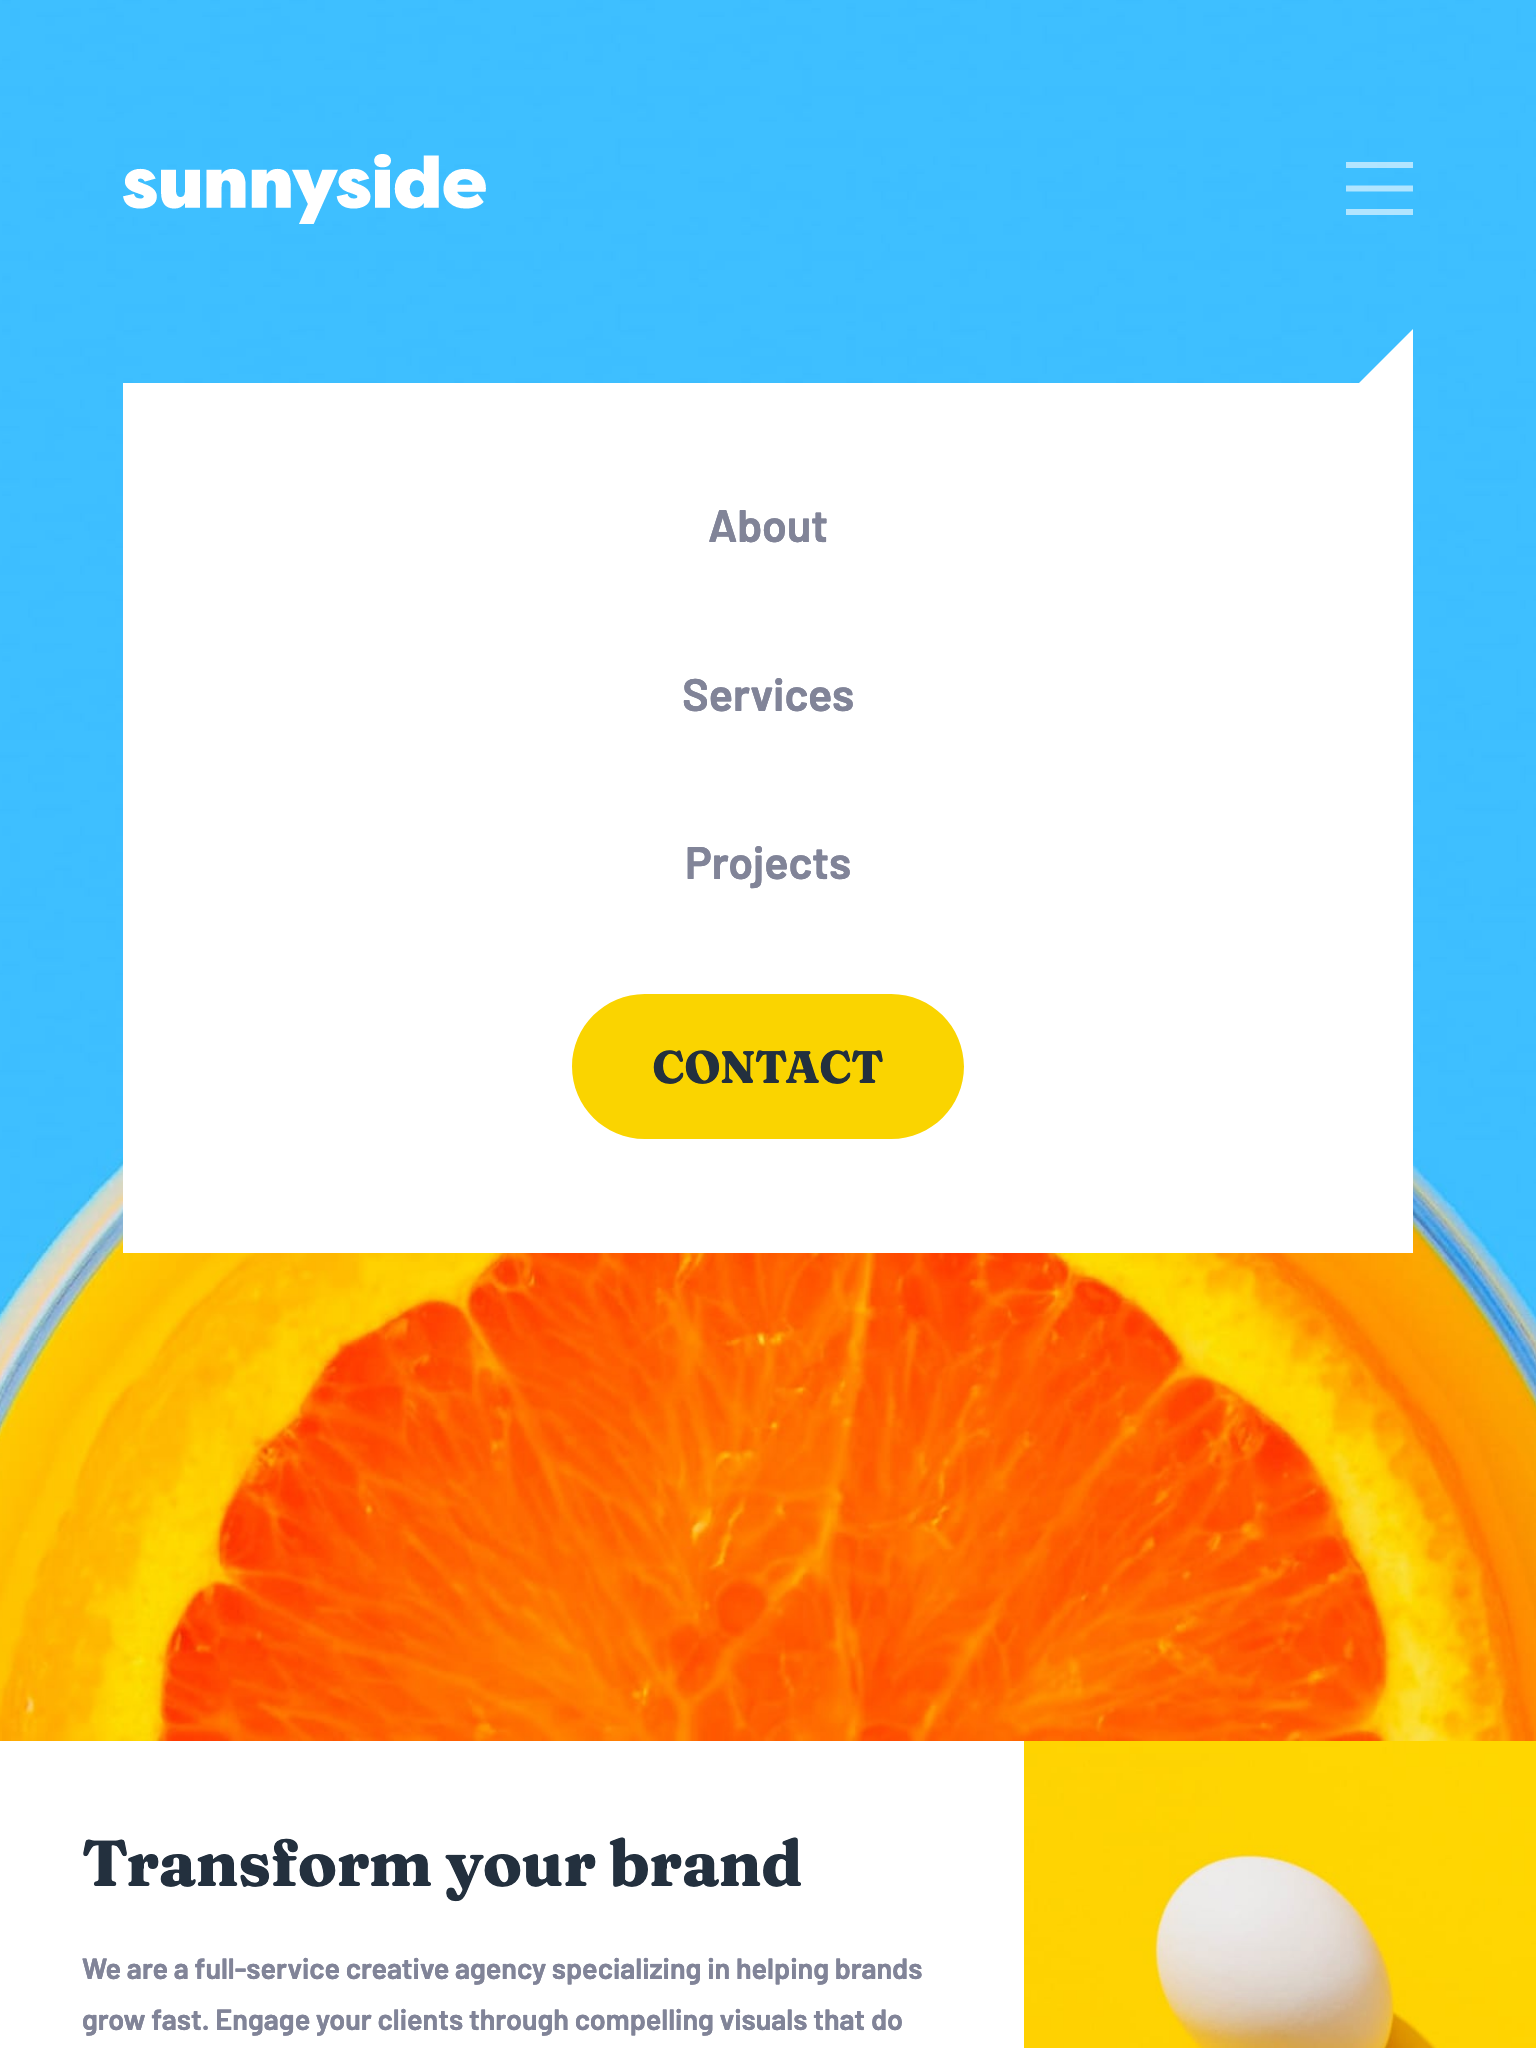 sunnyside
About
Services
Projects
CONTACT
Transform your brand
We are a full-service creative agency specializing in helping brands
grow fast. Engage your clients through compelling visuals that do